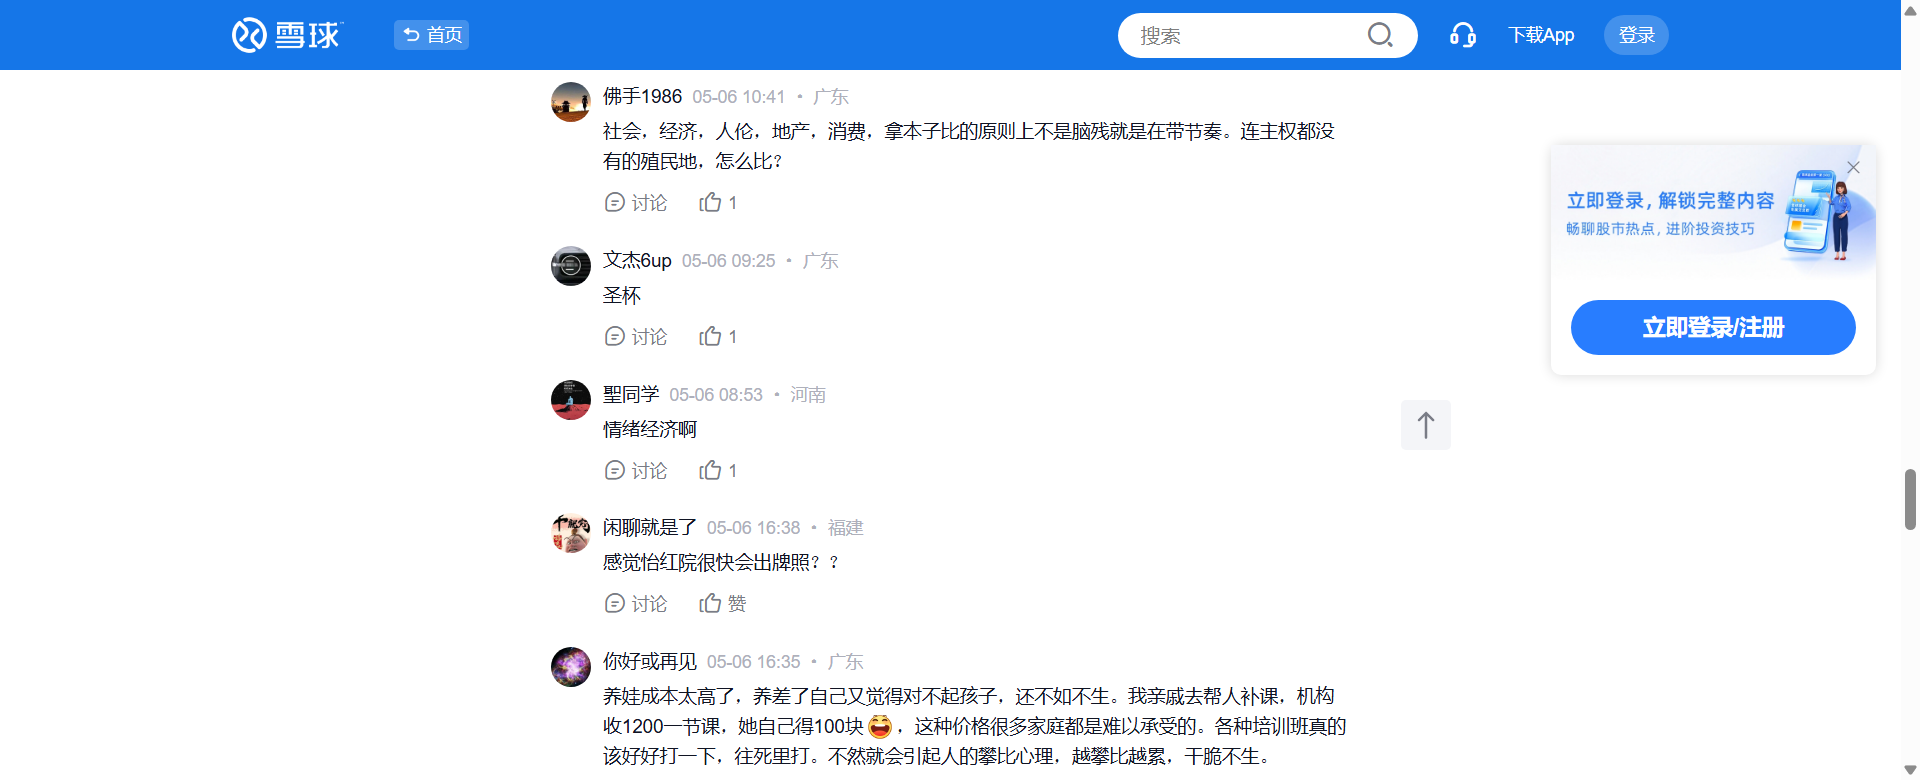 雪球
首页
搜索
下载App
登录
佛手1986 05-06 10:41 · 广东
社会，经济，人伦，地产，消费，拿本子比的原则上不是脑残就是在带节奏。连主权都没
有的殖民地，怎么比？
讨论 1
文杰6up 05-06 09:25 · 广东
圣杯
讨论 1
聖同学 05-06 08:53 · 河南
情绪经济啊
讨论 1
闲聊就是了 05-06 16:38 · 福建
感觉怡红院很快会出牌照？？
讨论 赞
你好或再见 05-06 16:35 · 广东
养娃成本太高了，养差了自己又觉得对不起孩子，还不如不生。我亲戚去帮人补课，机构
收1200一节课，她自己得100块😆，这种价格很多家庭都是难以承受的。各种培训班真的
该好好打一下，往死里打。不然就会引起人的攀比心理，越攀比越累，干脆不生。
立即登录，解锁完整内容
畅聊股市热点，进阶投资技巧
立即登录/注册